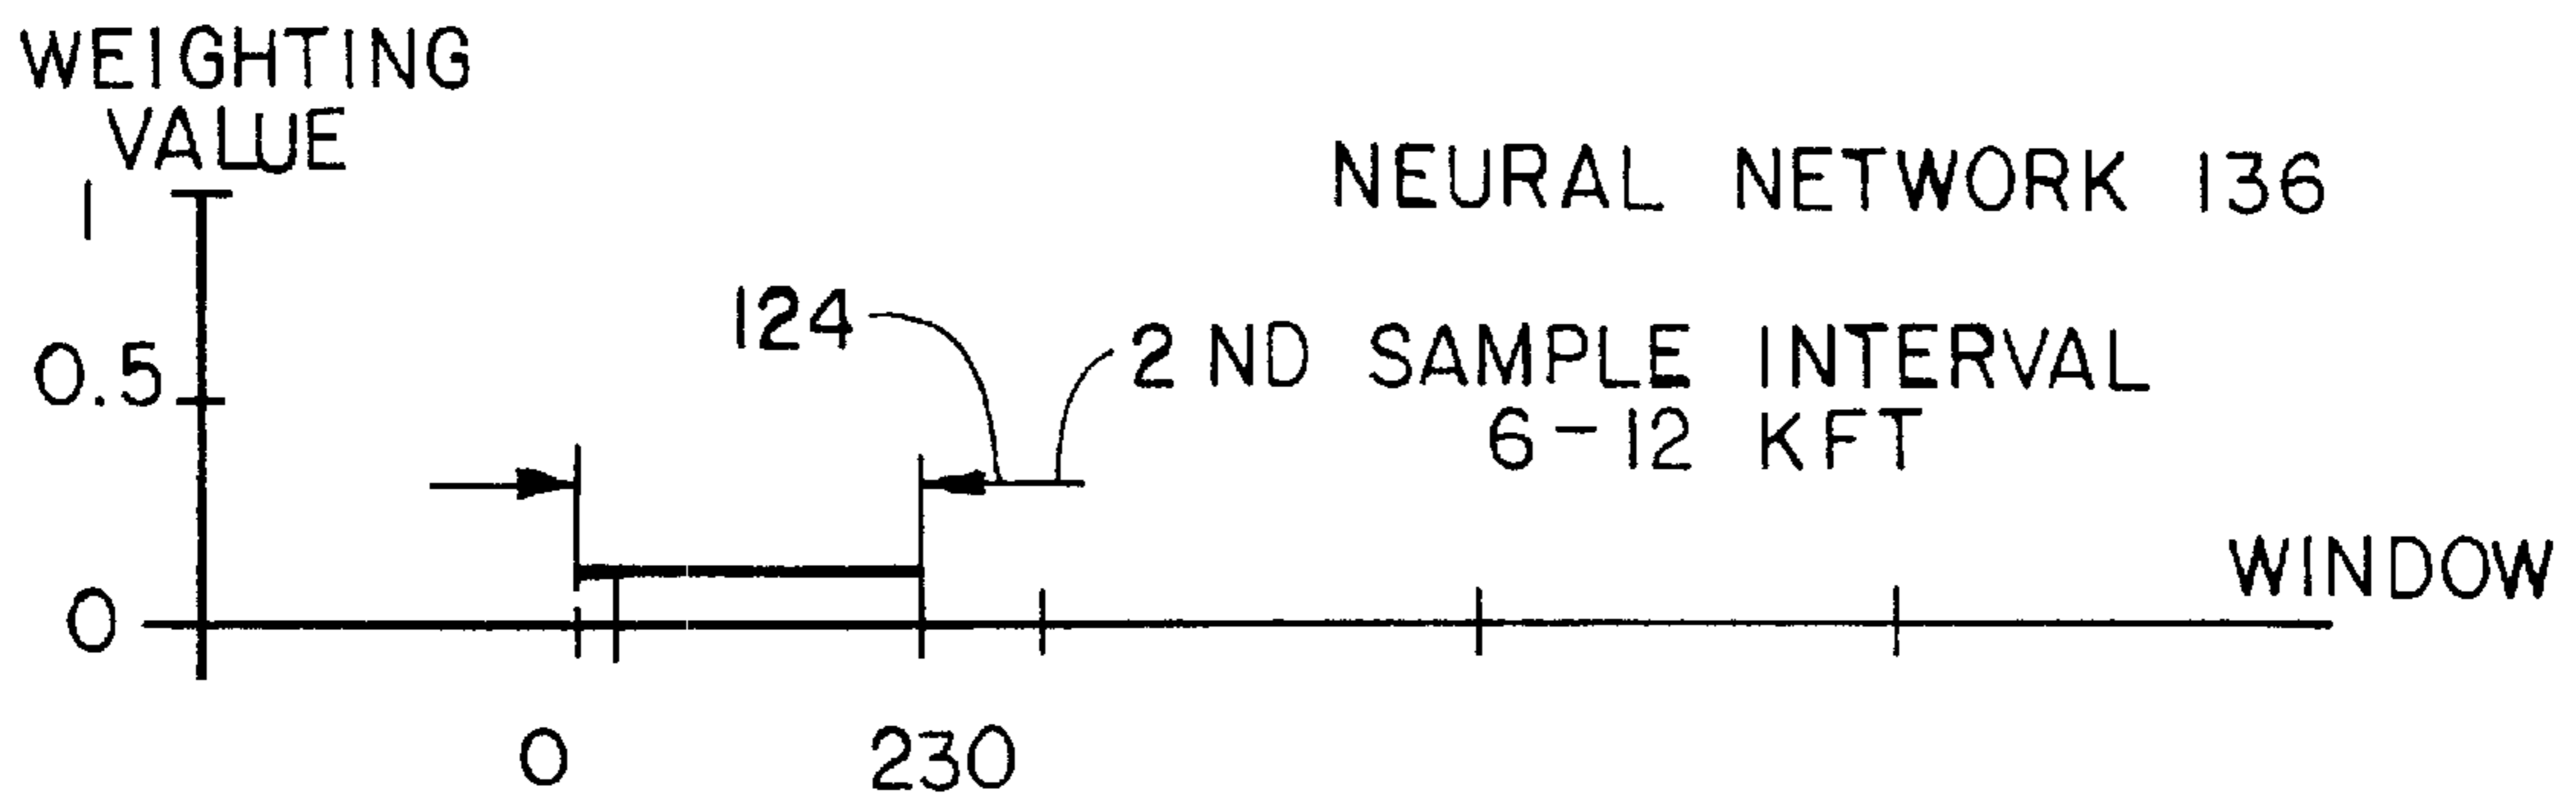 WEIGHTING
VALUE
1
NEURAL NETWORK 136
124
2 ND SAMPLE INTERVAL
0.5
6-12 KFT
WINDOW
0
0
230